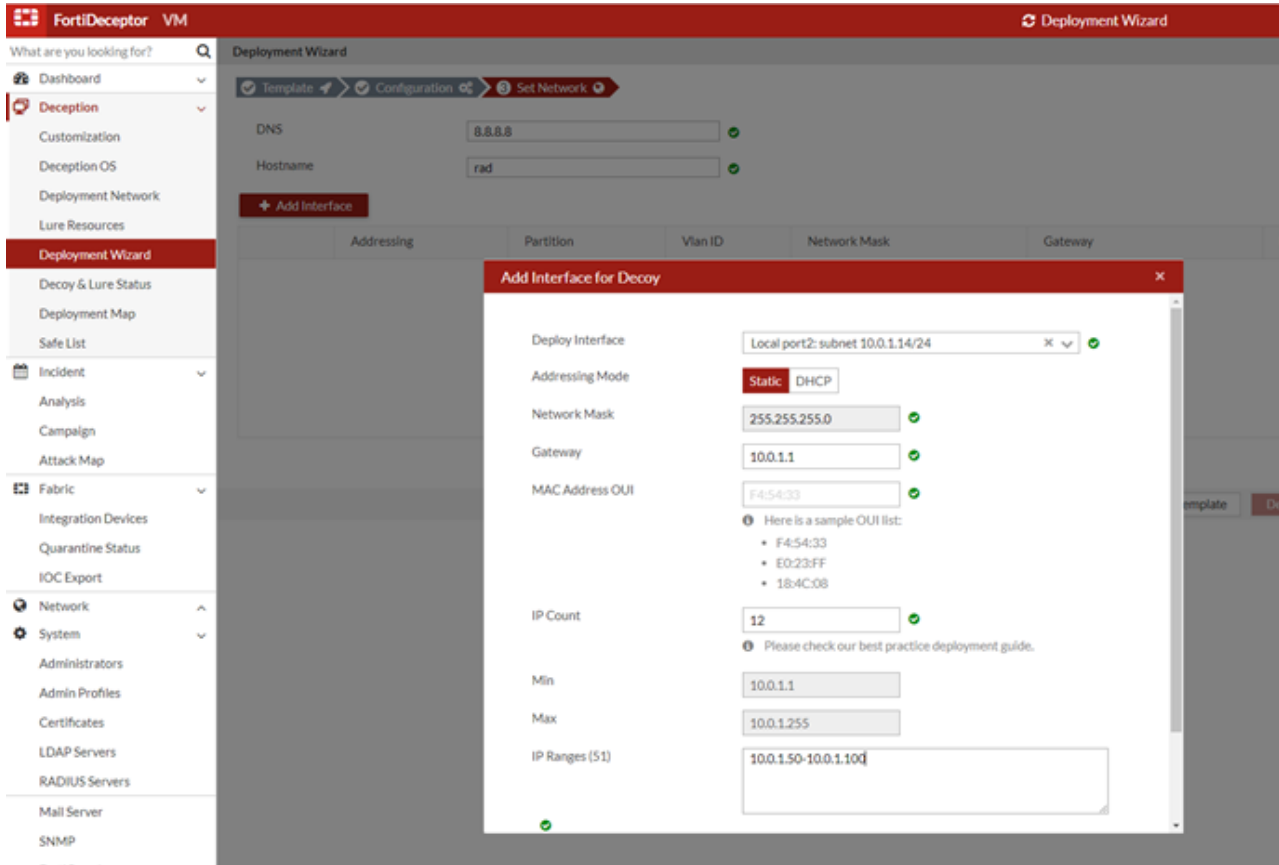 FortiDeceptor VM
Deployment Wizard
What are you looking for?
Deployment Wizard
Dashboard
Template
Configuration
3 Set Network
Deception
DNS
8.8.8.8
Customization
Deception OS
Hostname
rad
Deployment Network
+ Add Interface
Lure Resources
Addressing
Partition
Vlan ID
Network Mask
Gateway
Deployment Wizard
Decoy & Lure Status
Deployment Map
Safe List
Incident
Analysis
Campaign
Attack Map
Fabric
Integration Devices
Quarantine Status
IOC Export
Network
System
Administrators
Admin Profiles
Certificates
LDAP Servers
RADIUS Servers
Mail Server
SNMP
Add Interface for Decoy
×
Deploy Interface
Local port2: subnet 10.0.1.14/24
Addressing Mode
Static
DHCP
Network Mask
255.255.255.0
Gateway
10.0.1.1
MAC Address OUI
F4:54:33
Here is a sample OUI list:
• F4:54:33
• E0:23:FF
• 18:4C:08
IP Count
12
Please check our best practice deployment guide.
Min
10.0.1.1
Max
10.0.1.255
IP Ranges (51)
10.0.1.50-10.0.1.100